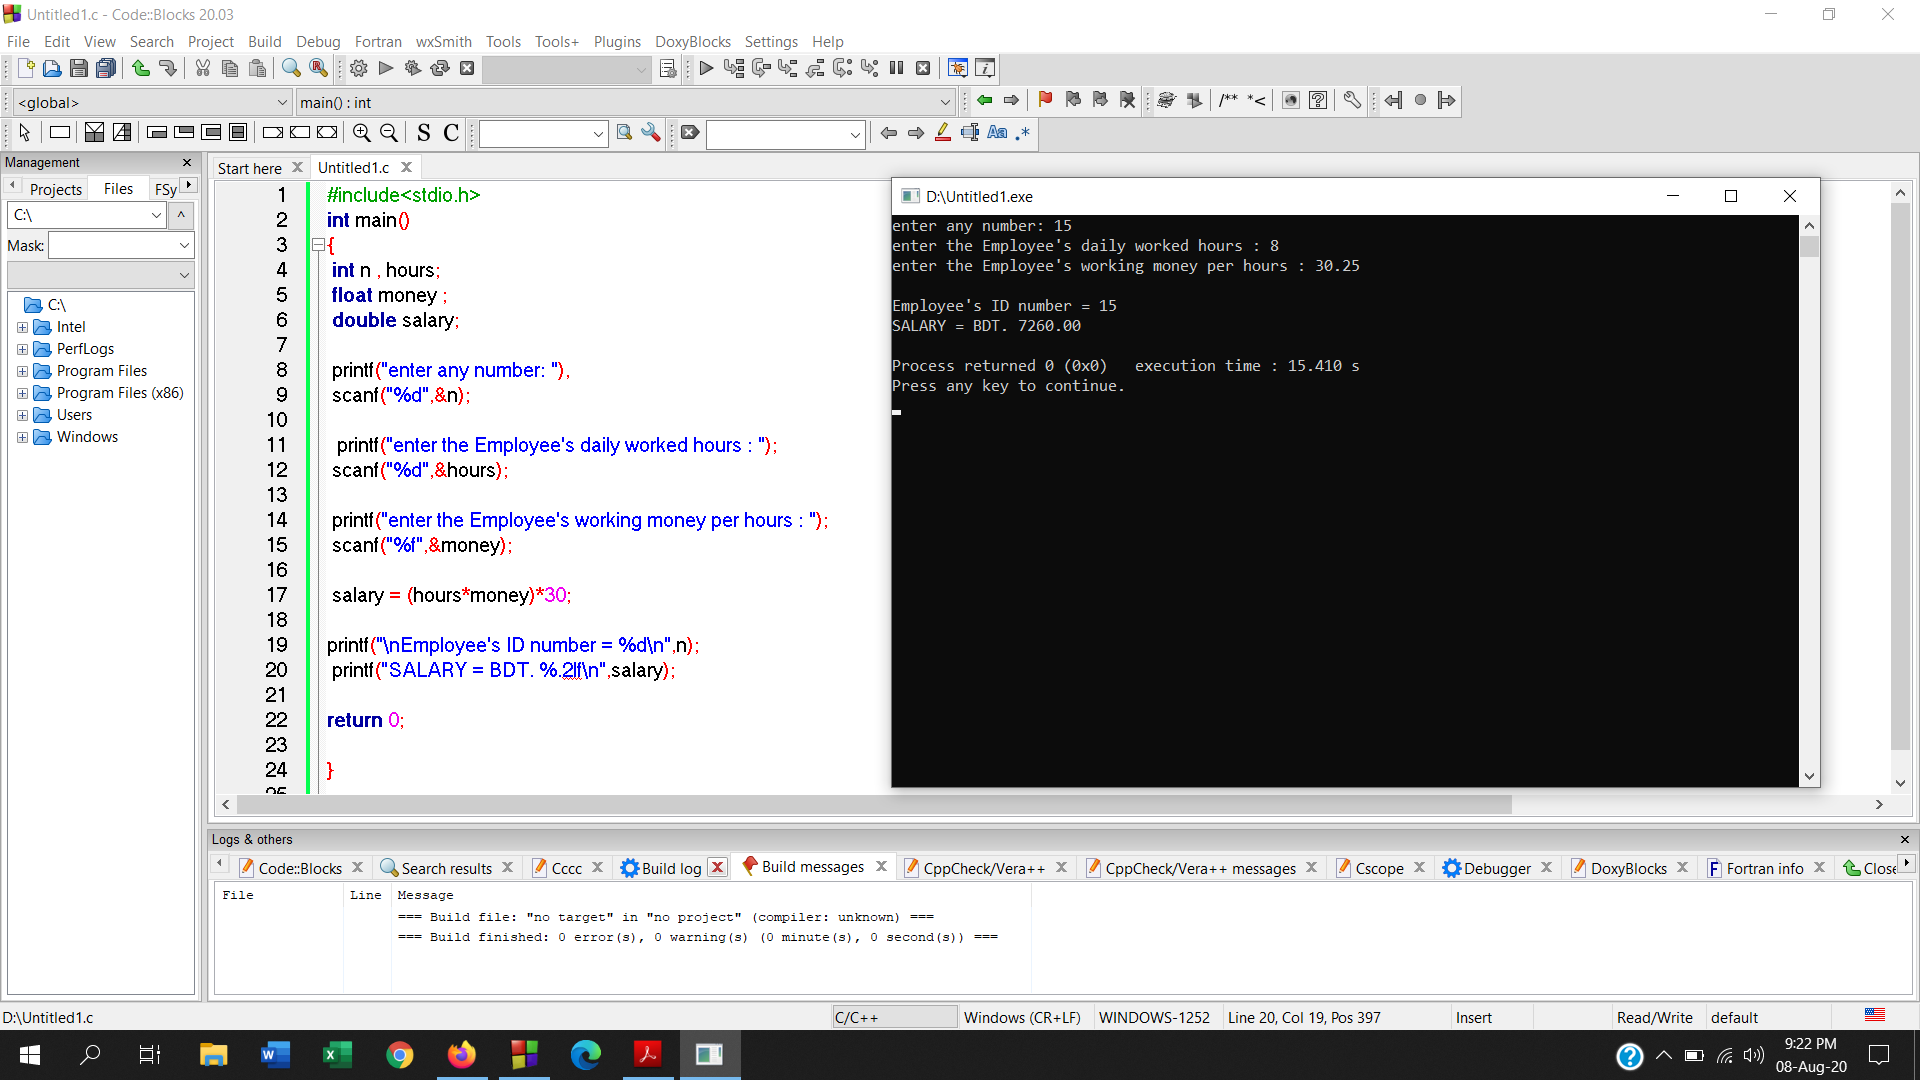 Untitled1.c - Code::Blocks 20.03
File Edit View Search Project Build Debug Fortran wxSmith Tools Tools+ Plugins DoxyBlocks Settings Help
<global> main() : int
/** *<
S C Aa .*
Management
Projects Files FSy
C:\
Mask:
C:\
Intel
PerfLogs
Program Files
Program Files (x86)
Users
Windows
Start here Untitled1.c
1 #include<stdio.h>
2 int main()
3 {
4 int n , hours;
5 float money ;
6 double salary;
7
8 printf("enter any number: "),
9 scanf("%d",&n);
10
11 printf("enter the Employee's daily worked hours : ");
12 scanf("%d",&hours);
13
14 printf("enter the Employee's working money per hours : ");
15 scanf("%f",&money);
16
17 salary = (hours*money)*30;
18
19 printf("\nEmployee's ID number = %d\n",n);
20 printf("SALARY = BDT. %.2lf\n",salary);
21
22 return 0;
23
24 }
25
D:\Untitled1.exe
enter any number: 15
enter the Employee's daily worked hours : 8
enter the Employee's working money per hours : 30.25
Employee's ID number = 15
SALARY = BDT. 7260.00
Process returned 0 (0x0) execution time : 15.410 s
Press any key to continue.
Logs & others
Code::Blocks Search results Cccc Build log Build messages CppCheck/Vera++ CppCheck/Vera++ messages Cscope Debugger DoxyBlocks Fortran info Close
File Line Message
=== Build file: "no target" in "no project" (compiler: unknown) ===
=== Build finished: 0 error(s), 0 warning(s) (0 minute(s), 0 second(s)) ===
D:\Untitled1.c C/C++ Windows (CR+LF) WINDOWS-1252 Line 20, Col 19, Pos 397 Insert Read/Write default
9:22 PM
08-Aug-20